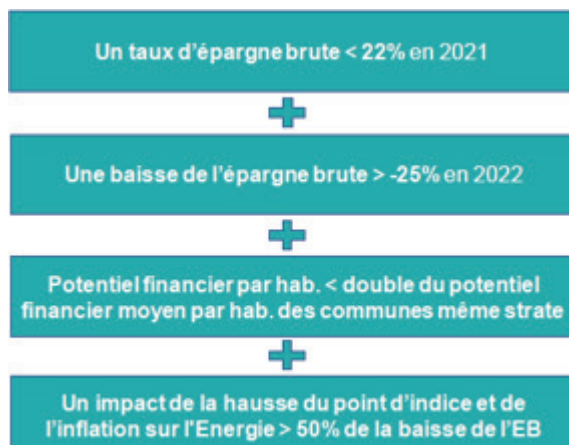 Un taux d'épargne brute < 22% en 2021
Une baisse de l'épargne brute > -25% en 2022
Potentiel financier par hab. < double du potentiel
financier moyen par hab. des communes même strate
Un impact de la hausse du point d'indice et de
l'inflation sur l'Energie > 50% de la baisse de l'EB